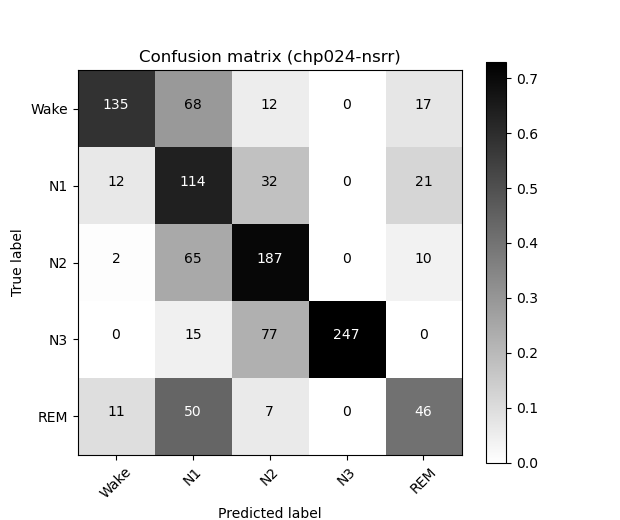 Confusion matrix (chp024-nsrr)
Wake 135 68 12 0 17
N1 12 114 32 0 21
N2 2 65 187 0 10
N3 0 15 77 247 0
REM 11 50 7 0 46
Wake N1 N2 N3 REM
True label
Predicted label
0.7
0.6
0.5
0.4
0.3
0.2
0.1
0.0